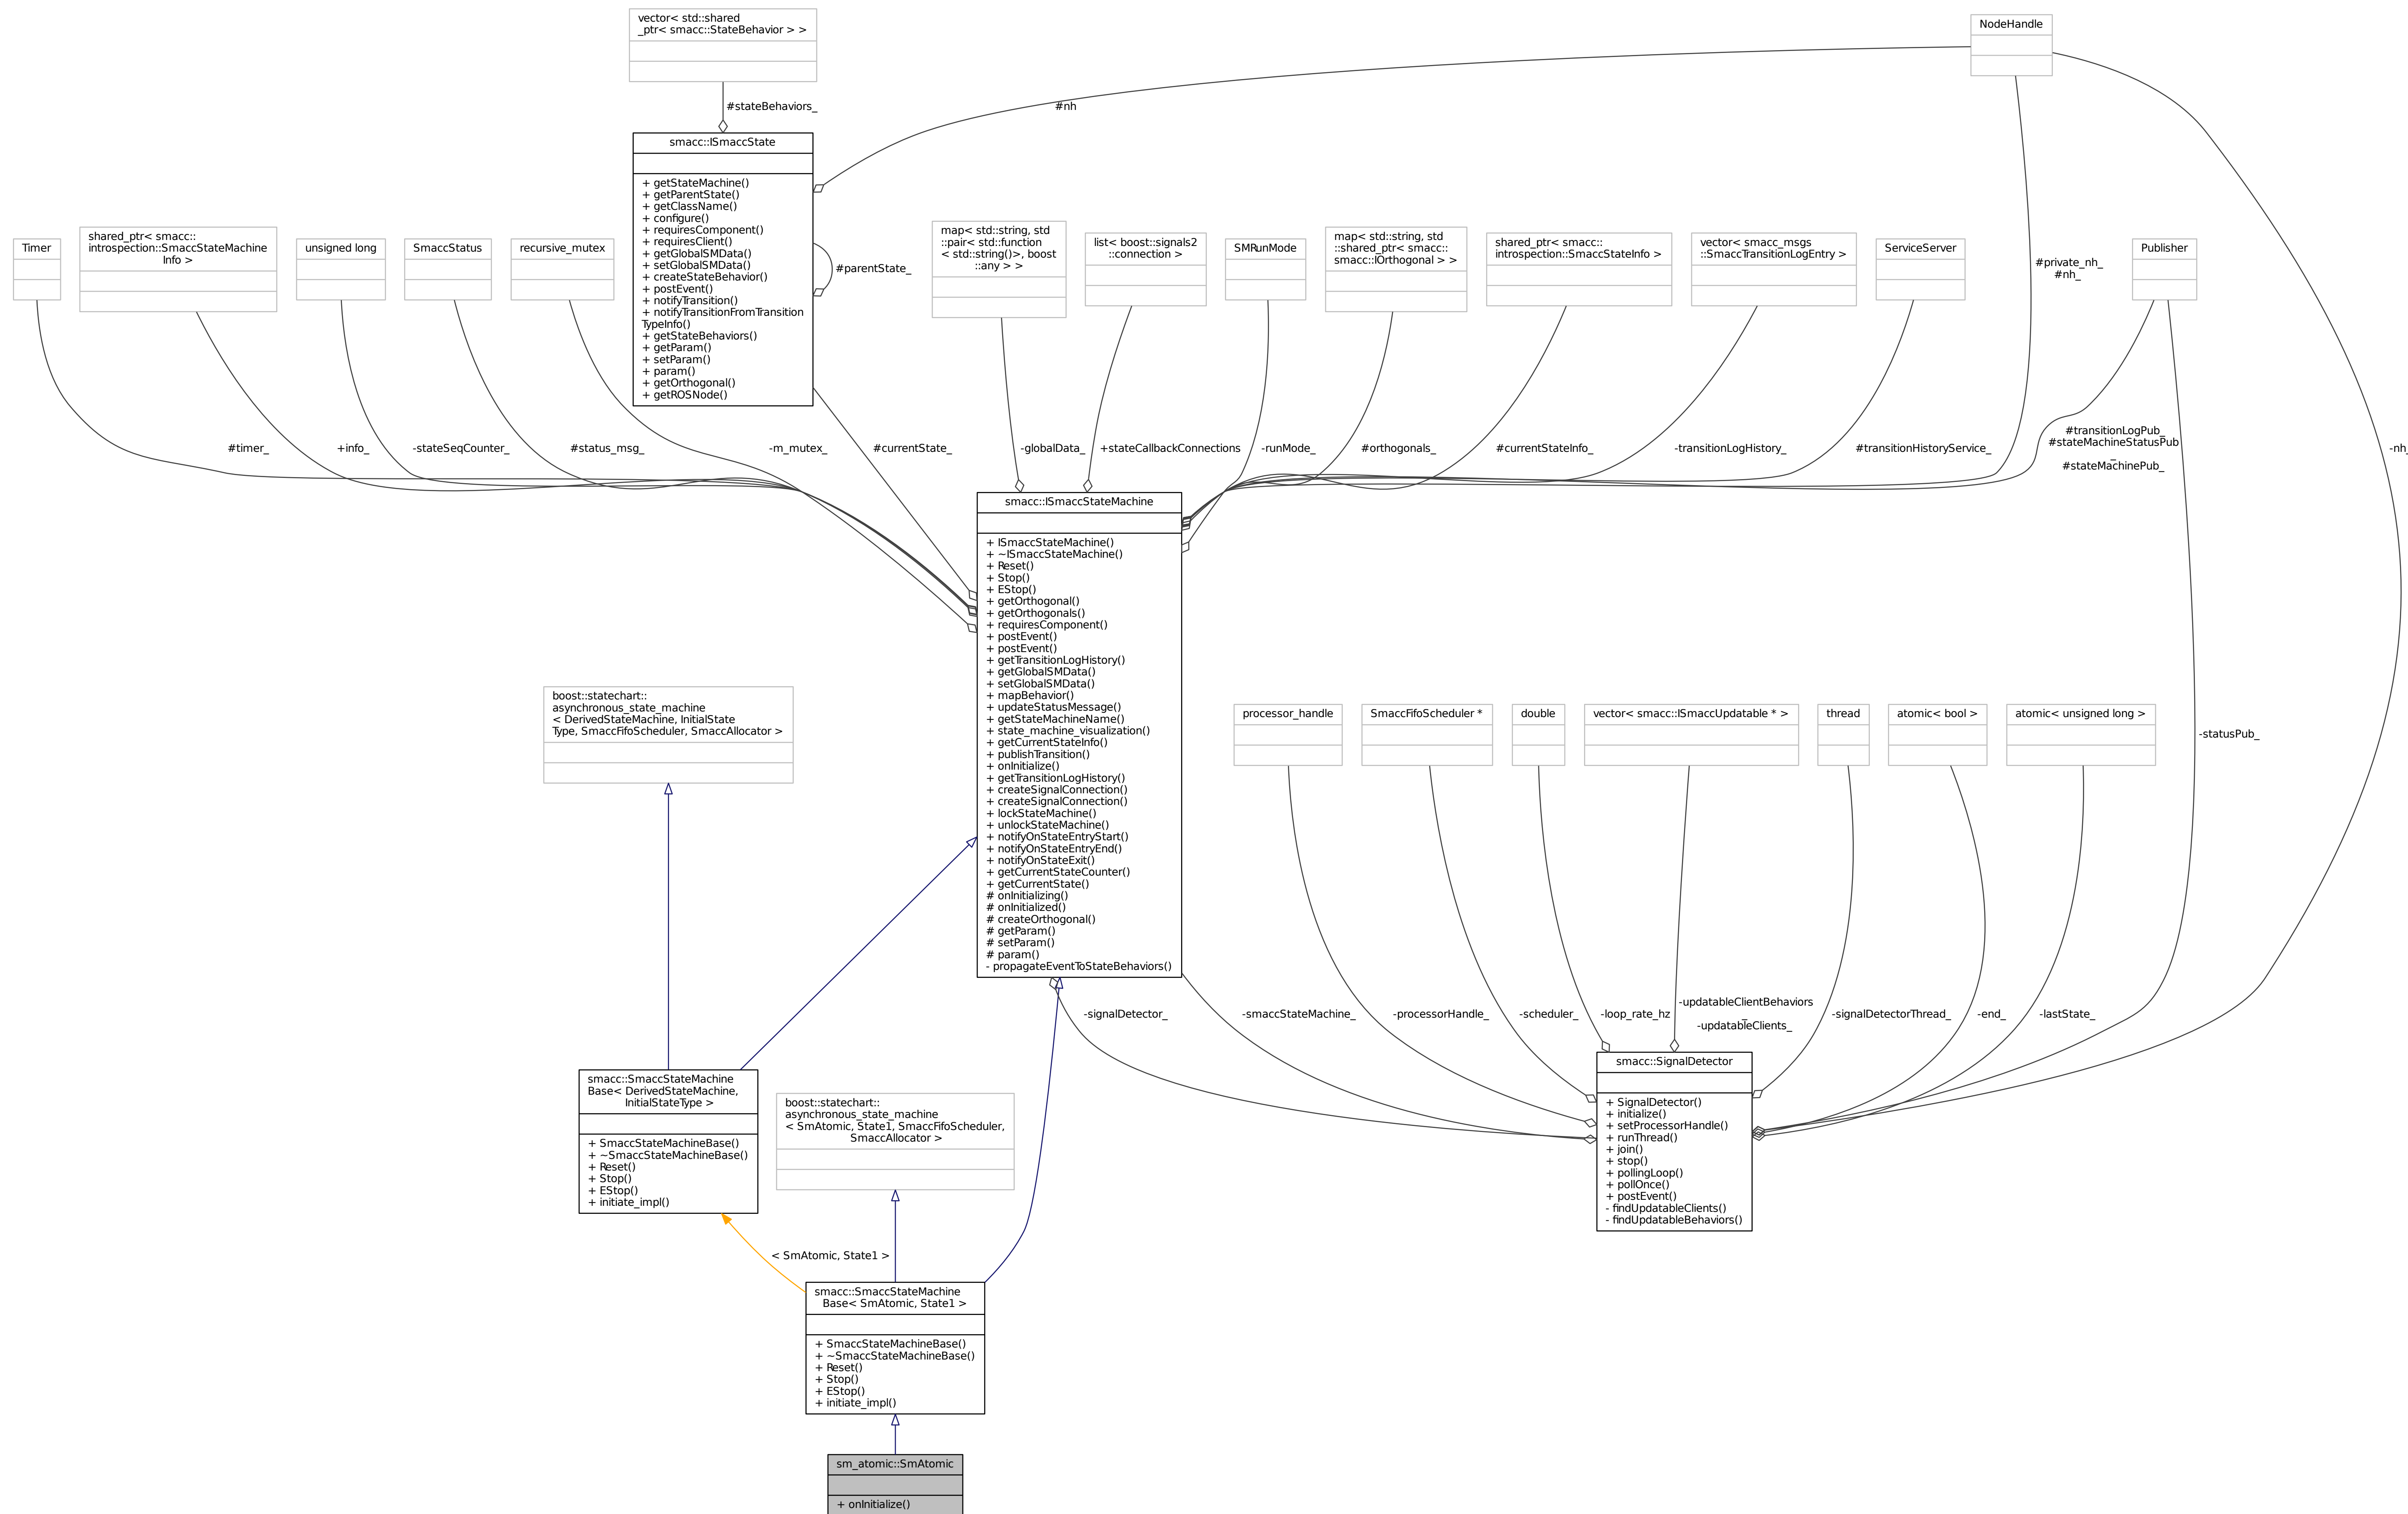 vector< std::shared
_ptr< smacc::StateBehavior > >
NodeHandle
#stateBehaviors_
#nh
smacc::ISmaccState
+ getStateMachine()
+ getParentState()
+ getClassName()
+ configure()
+ requiresComponent()
+ requiresClient()
+ getGlobalSMData()
+ setGlobalSMData()
+ createStateBehavior()
+ postEvent()
+ notifyTransition()
+ notifyTransitionFromTransition
TypeInfo()
+ getStateBehaviors()
+ getParam()
+ setParam()
+ param()
+ getOrthogonal()
+ getROSNode()
#parentState_
Timer
shared_ptr< smacc::
introspection::SmaccStateMachine
Info >
unsigned long
SmaccStatus
recursive_mutex
map< std::string, std
::pair< std::function
< std::string()>, boost
::any > >
list< boost::signals2
::connection >
SMRunMode
map< std::string, std
::shared_ptr< smacc::
smacc::IOrthogonal > >
shared_ptr< smacc::
introspection::SmaccStateInfo >
vector< smacc_msgs
::SmaccTransitionLogEntry >
ServiceServer
#private_nh_
#nh_
Publisher
#timer_
+info_
-stateSeqCounter_
#status_msg_
-m_mutex_
#currentState_
-globalData_
+stateCallbackConnections
-runMode_
#orthogonals_
#currentStateInfo_
-transitionLogHistory_
#transitionHistoryService_
#transitionLogPub_
#stateMachineStatusPub
_
#stateMachinePub_
-nh_
smacc::ISmaccStateMachine
+ ISmaccStateMachine()
+ ~ISmaccStateMachine()
+ Reset()
+ Stop()
+ EStop()
+ getOrthogonal()
+ getOrthogonals()
+ requiresComponent()
+ postEvent()
+ postEvent()
+ getTransitionLogHistory()
+ getGlobalSMData()
+ setGlobalSMData()
+ mapBehavior()
+ updateStatusMessage()
+ getStateMachineName()
+ state_machine_visualization()
+ getCurrentStateInfo()
+ publishTransition()
+ onInitialize()
+ getTransitionLogHistory()
+ createSignalConnection()
+ createSignalConnection()
+ lockStateMachine()
+ unlockStateMachine()
+ notifyOnStateEntryStart()
+ notifyOnStateEntryEnd()
+ notifyOnStateExit()
+ getCurrentStateCounter()
+ getCurrentState()
# onInitializing()
# onInitialized()
# createOrthogonal()
# getParam()
# setParam()
# param()
- propagateEventToStateBehaviors()
boost::statechart::
asynchronous_state_machine
< DerivedStateMachine, InitialState
Type, SmaccFifoScheduler, SmaccAllocator >
processor_handle
SmaccFifoScheduler *
double
vector< smacc::ISmaccUpdatable * >
thread
atomic< bool >
atomic< unsigned long >
-statusPub_
-signalDetector_
-smaccStateMachine_
-processorHandle_
-scheduler_
-loop_rate_hz
-updatableClientBehaviors
_
-updatableClients_
-signalDetectorThread_
-end_
-lastState_
smacc::SignalDetector
+ SignalDetector()
+ initialize()
+ setProcessorHandle()
+ runThread()
+ join()
+ stop()
+ pollingLoop()
+ pollOnce()
+ postEvent()
- findUpdatableClients()
- findUpdatableBehaviors()
smacc::SmaccStateMachine
Base< DerivedStateMachine,
InitialStateType >
+ SmaccStateMachineBase()
+ ~SmaccStateMachineBase()
+ Reset()
+ Stop()
+ EStop()
+ initiate_impl()
boost::statechart::
asynchronous_state_machine
< SmAtomic, State1, SmaccFifoScheduler,
SmaccAllocator >
< SmAtomic, State1 >
smacc::SmaccStateMachine
Base< SmAtomic, State1 >
+ SmaccStateMachineBase()
+ ~SmaccStateMachineBase()
+ Reset()
+ Stop()
+ EStop()
+ initiate_impl()
sm_atomic::SmAtomic
+ onInitialize()